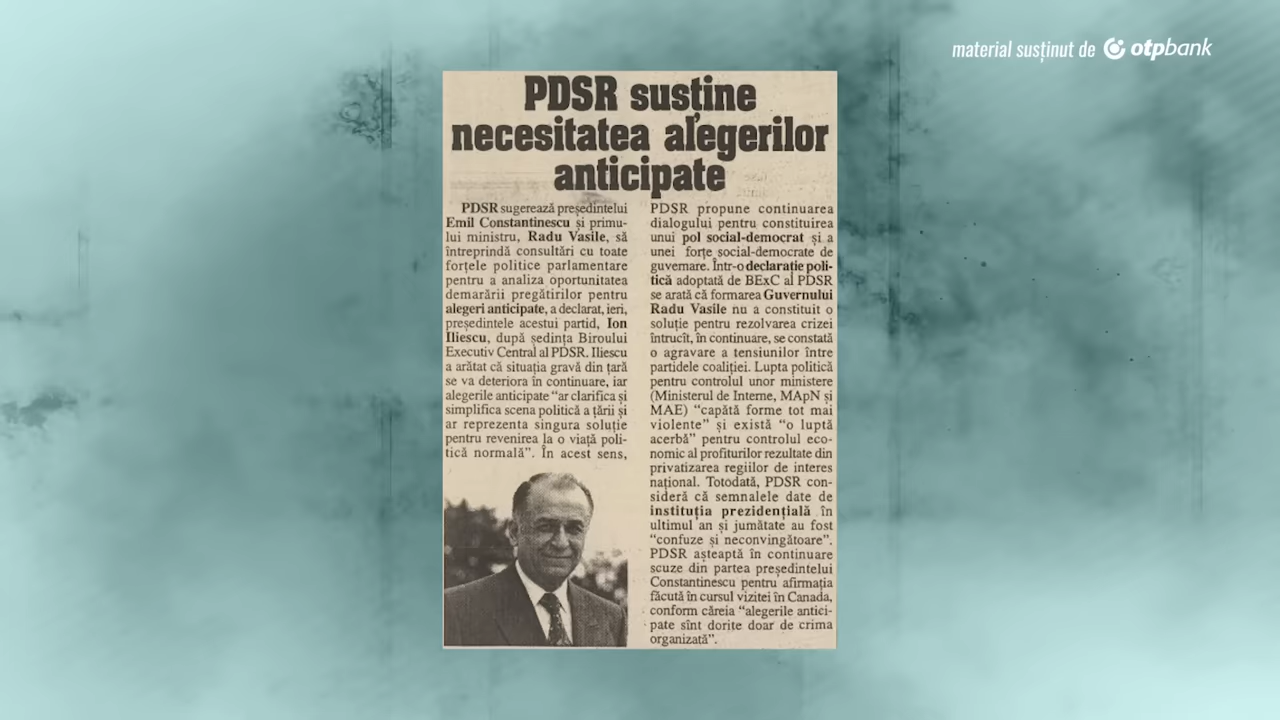 material susținut de otpbank
PDSR susține
necesitatea alegerilor
anticipate
PDSR sugerează președintelui
Emil Constantinescu și primu-
lui ministru, Radu Vasile, să
întreprindă consultări cu toate
forțele politice parlamentare
pentru a analiza oportunitatea
demarării pregătirilor pentru
alegeri anticipate, a declarat, ieri,
președintele acestui partid, Ion
Iliescu, după ședința Biroului
Executiv Central al PDSR. Iliescu
a arătat că situația gravă din țară
se va deteriora în continuare, iar
alegerile anticipate “ar clarifica și
simplifica scena politică a țării și
ar reprezenta singura soluție
pentru revenirea la o viață poli-
tică normală”. În acest sens,
PDSR propune continuarea
dialogului pentru constituirea
unui pol social-democrat și a
unei forțe social-democrate de
guvernare. Într-o declarație poli-
tică adoptată de BExC al PDSR
se arată că formarea Guvernului
Radu Vasile nu a constituit o
soluție pentru rezolvarea crizei
întrucît, în continuare, se constată
o agravare a tensiunilor între
partidele coaliției. Lupta politică
pentru controlul unor ministere
(Ministerul de Interne, MApN și
MAE) “capătă forme tot mai
violente” și există “o luptă
acerbă” pentru controlul eco-
nomic al profiturilor rezultate din
privatizarea regiilor de interes
național. Totodată, PDSR con-
sideră că semnalele date de
instituția prezidențială în
ultimul an și jumătate au fost
“confuze și neconvingătoare”.
PDSR așteaptă în continuare
scuze din partea președintelui
Constantinescu pentru afirmația
făcută în cursul vizitei în Canada,
conform căreia “alegerile antici-
pate sînt dorite doar de crima
organizată”.